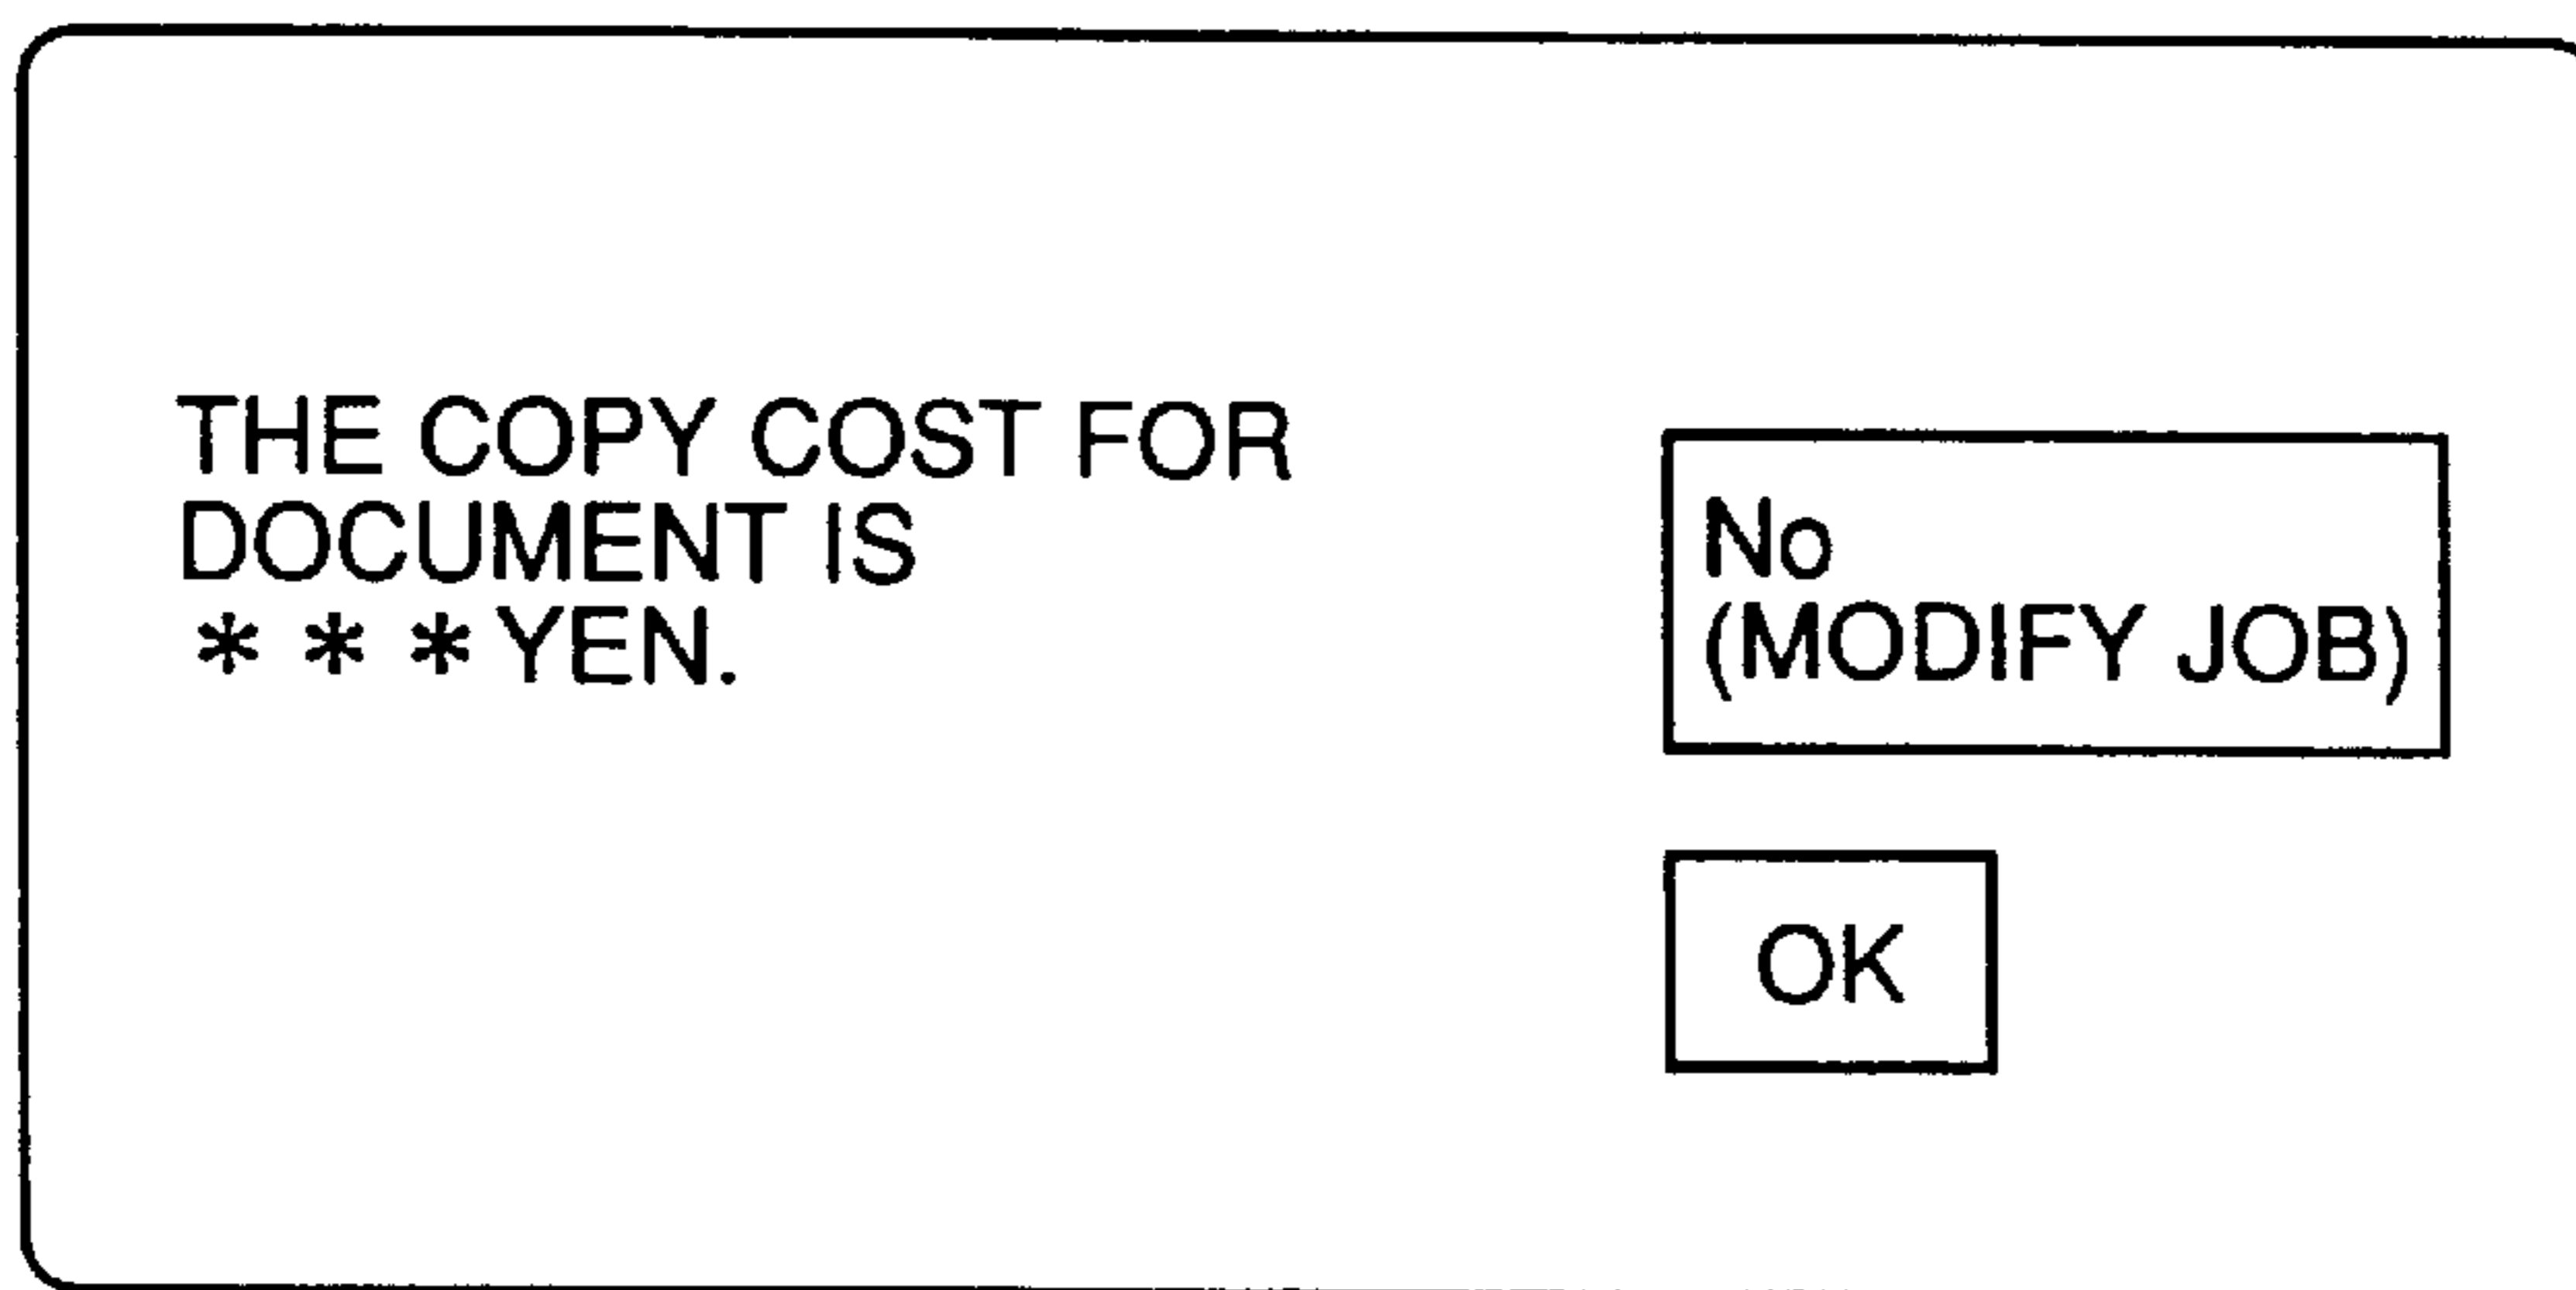 THE COPY COST FOR
DOCUMENT IS
* * * YEN.
No
(MODIFY JOB)
OK